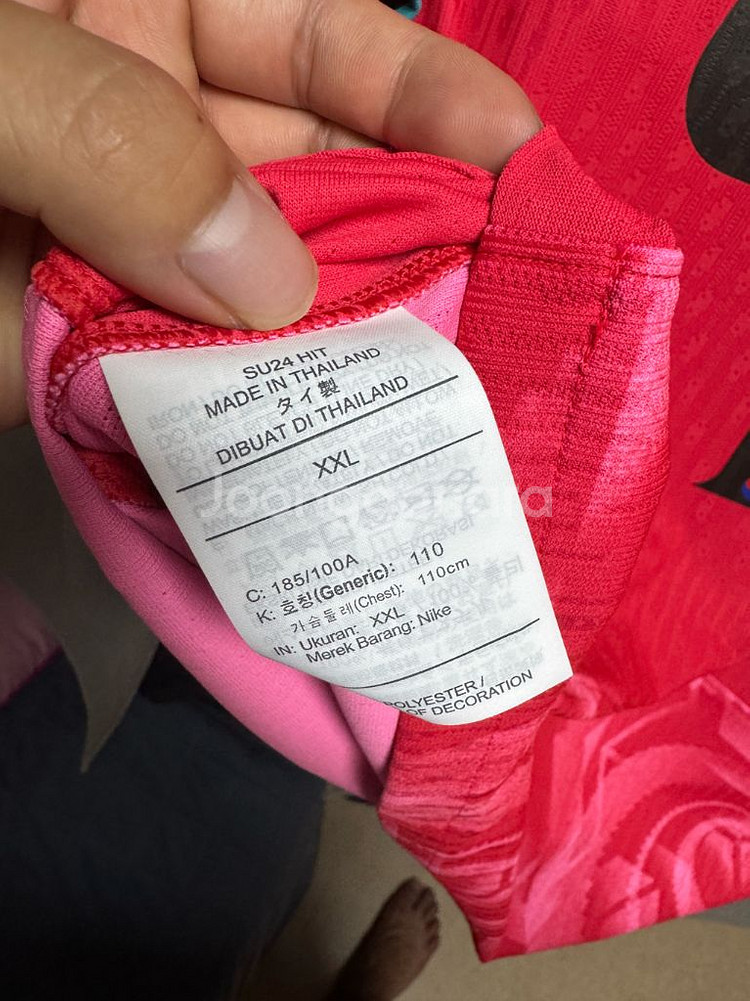 SU24 HIT
MADE IN THAILAND
タイ製
DIBUAT DI THAILAND
XXL
C: 185/100A
K: 호칭(Generic): 110
가슴둘레(Chest): 110cm
IN: Ukuran: XXL
Merek Barang: Nike
POLYESTER /
OF DECORATION